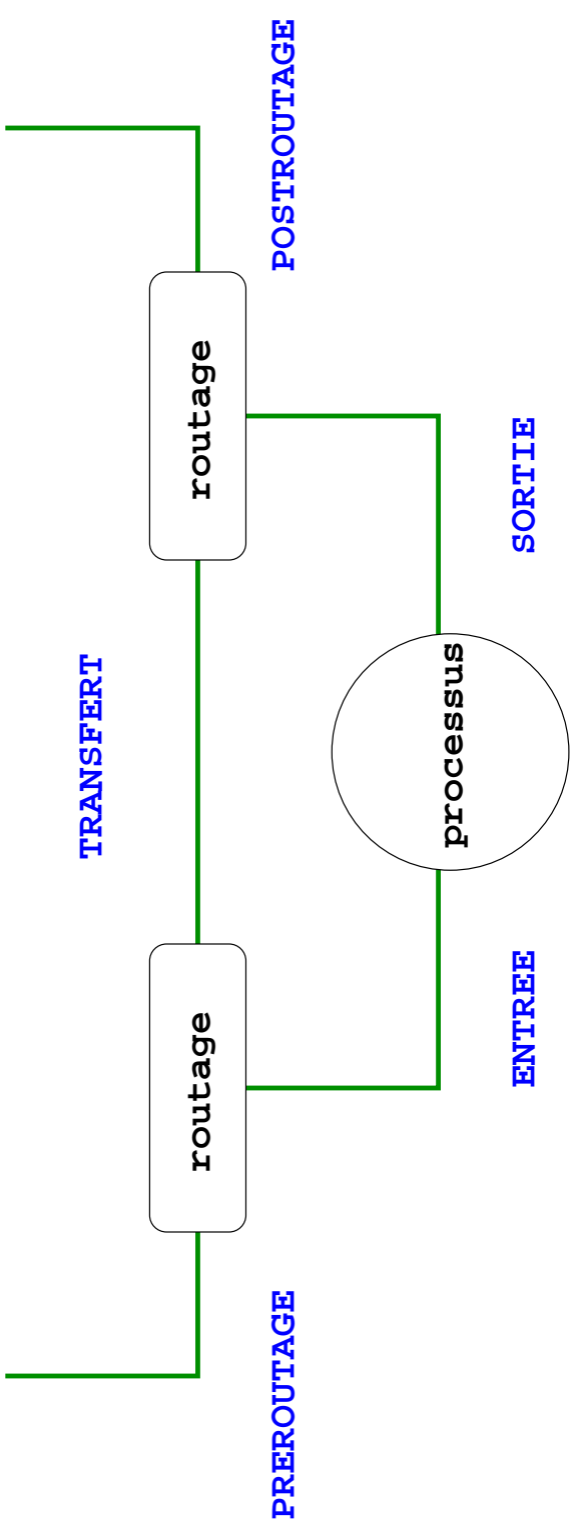 TRANSFERT
routage
routage
PREROUTAGE
POSTROUTAGE
processus
ENTREE
SORTIE